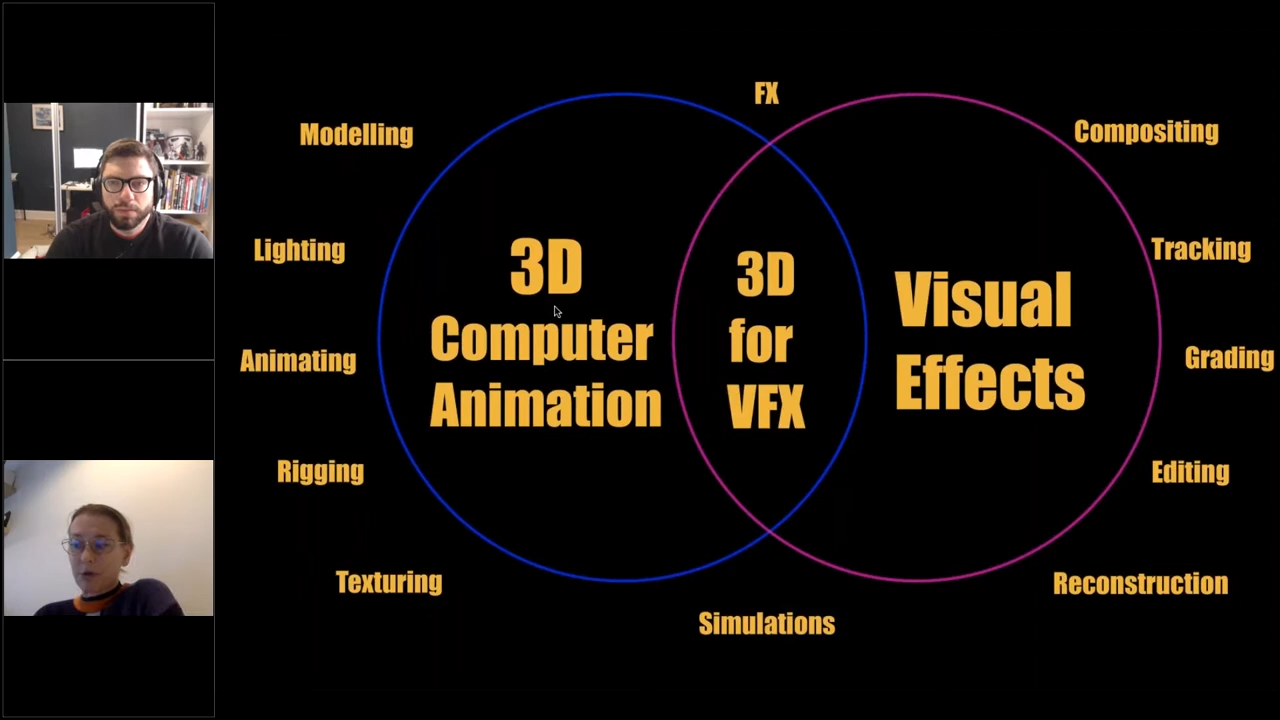 FX
Modelling
Compositing
Lighting
Tracking
3D
Computer
Animation
3D
for
VFX
Visual
Effects
Animating
Grading
Rigging
Editing
Texturing
Reconstruction
Simulations